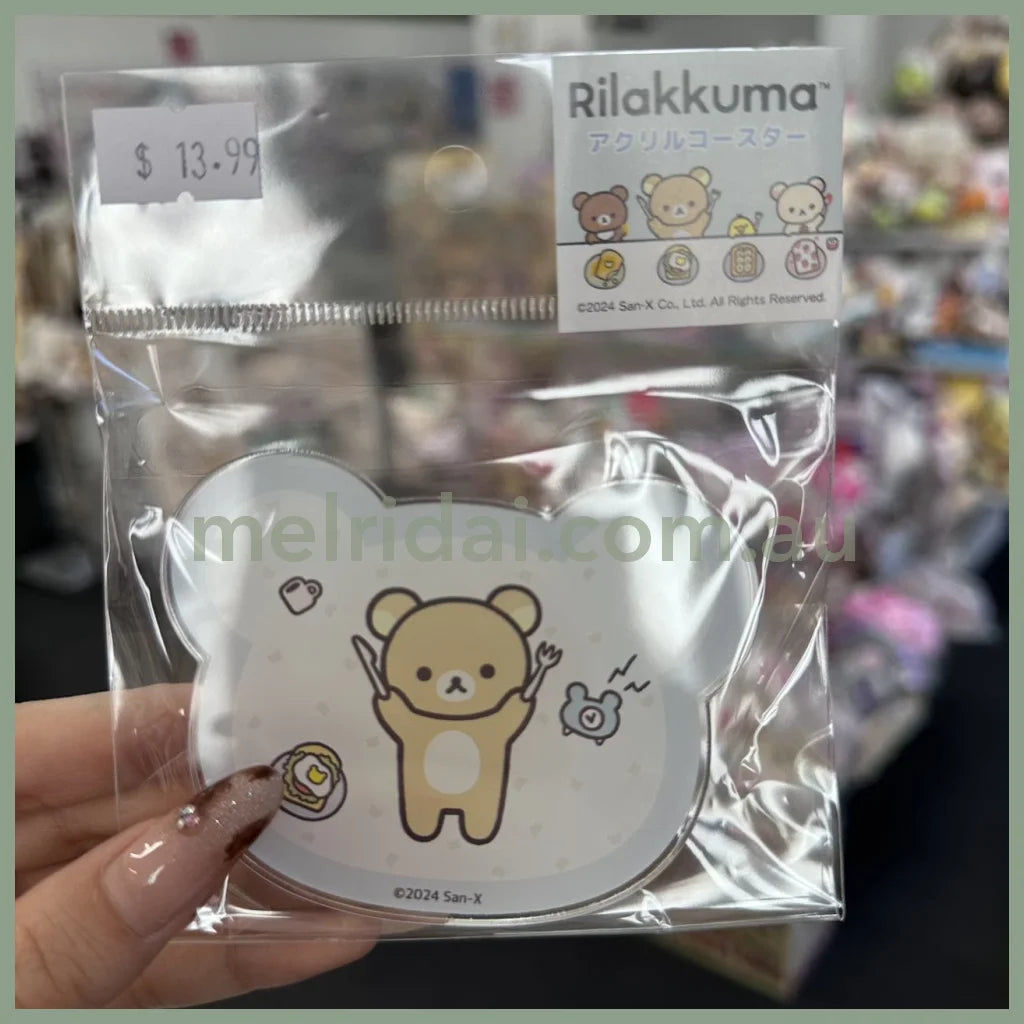 $ 13.99
Rilakkuma™
アクリルコースター
©2024 San-X Co., Ltd. All Rights Reserved.
melridai.com.au
©2024 San-X